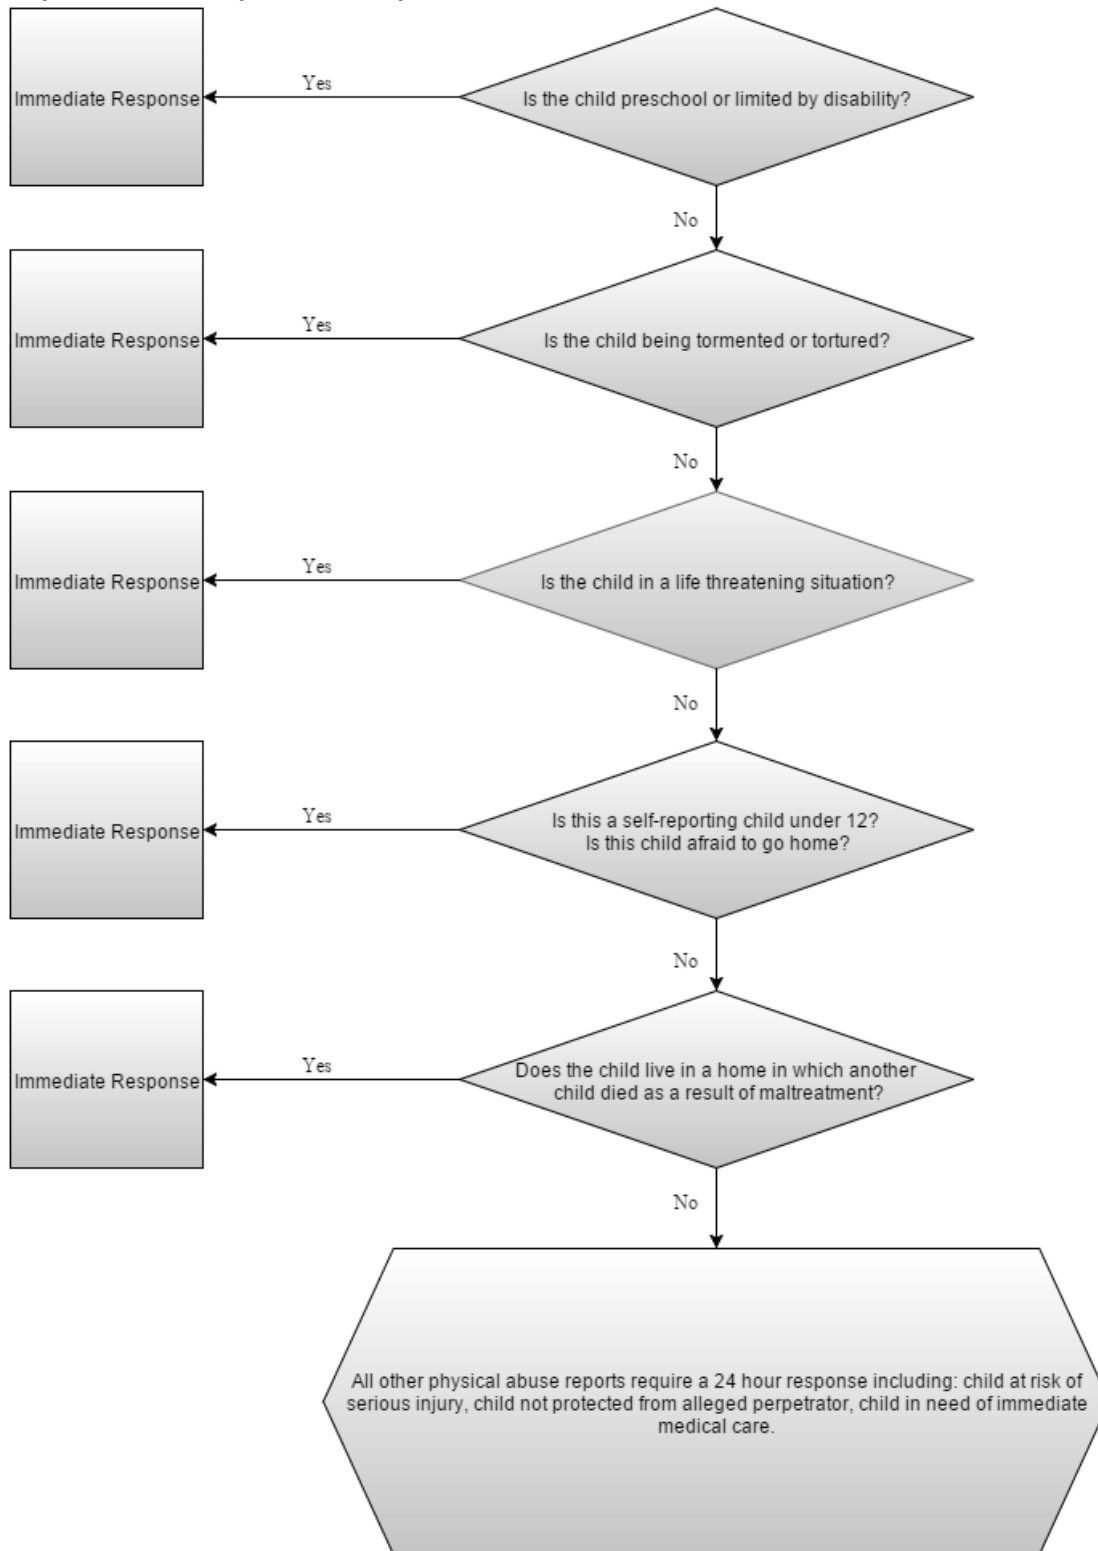 Immediate Response
Yes
Is the child preschool or limited by disability?
No
Immediate Response
Yes
Is the child being tormented or tortured?
No
Immediate Response
Yes
Is the child in a life threatening situation?
No
Immediate Response
Yes
Is this a self-reporting child under 12?
Is this child afraid to go home?
No
Immediate Response
Yes
Does the child live in a home in which another
child died as a result of maltreatment?
No
All other physical abuse reports require a 24 hour response including: child at risk of
serious injury, child not protected from alleged perpetrator, child in need of immediate
medical care.